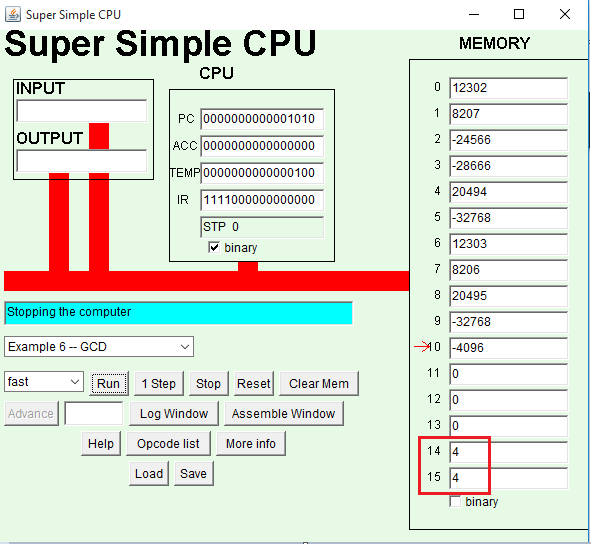 Super Simple CPU
Super Simple CPU
INPUT
OUTPUT
CPU
PC 0000000000001010
ACC 0000000000000000
TEMP 0000000000000100
IR 1111000000000000
STP 0
binary
Stopping the computer
Example 6 -- GCD
fast Run 1 Step Stop Reset Clear Mem
Advance Log Window Assemble Window
Help Opcode list More info
Load Save
MEMORY
0 12302
1 8207
2 -24566
3 -28666
4 20494
5 -32768
6 12303
7 8206
8 20495
9 -32768
10 -4096
11 0
12 0
13 0
14 4
15 4
binary